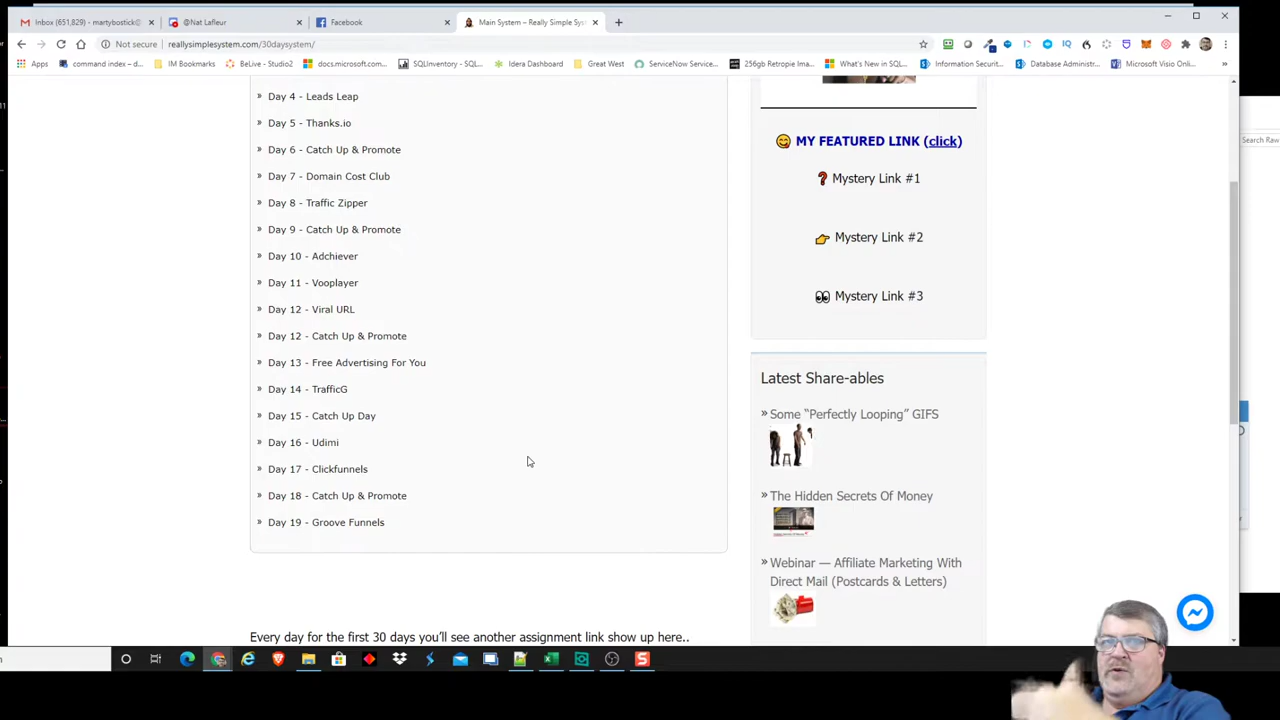 Inbox (651,829) - martybostick@
@Nat Lafleur
Facebook
Main System – Really Simple Sys
Not secure
reallysimplesystem.com/30daysystem/
Apps
command index – d...
IM Bookmarks
BeLive - Studio2
docs.microsoft.com...
SQLInventory - SQL...
Idera Dashboard
Great West
ServiceNow Service...
256gb Retropie Ima...
What's New in SQL...
Information Securit...
Database Administr...
Microsoft Visio Onli...
Search Raw
Day 4 - Leads Leap
Day 5 - Thanks.io
Day 6 - Catch Up & Promote
Day 7 - Domain Cost Club
Day 8 - Traffic Zipper
Day 9 - Catch Up & Promote
Day 10 - Adchiever
Day 11 - Vooplayer
Day 12 - Viral URL
Day 12 - Catch Up & Promote
Day 13 - Free Advertising For You
Day 14 - TrafficG
Day 15 - Catch Up Day
Day 16 - Udimi
Day 17 - Clickfunnels
Day 18 - Catch Up & Promote
Day 19 - Groove Funnels
Every day for the first 30 days you'll see another assignment link show up here..
MY FEATURED LINK (click)
Mystery Link #1
Mystery Link #2
Mystery Link #3
Latest Share-ables
Some “Perfectly Looping” GIFS
The Hidden Secrets Of Money
Webinar — Affiliate Marketing With
Direct Mail (Postcards & Letters)